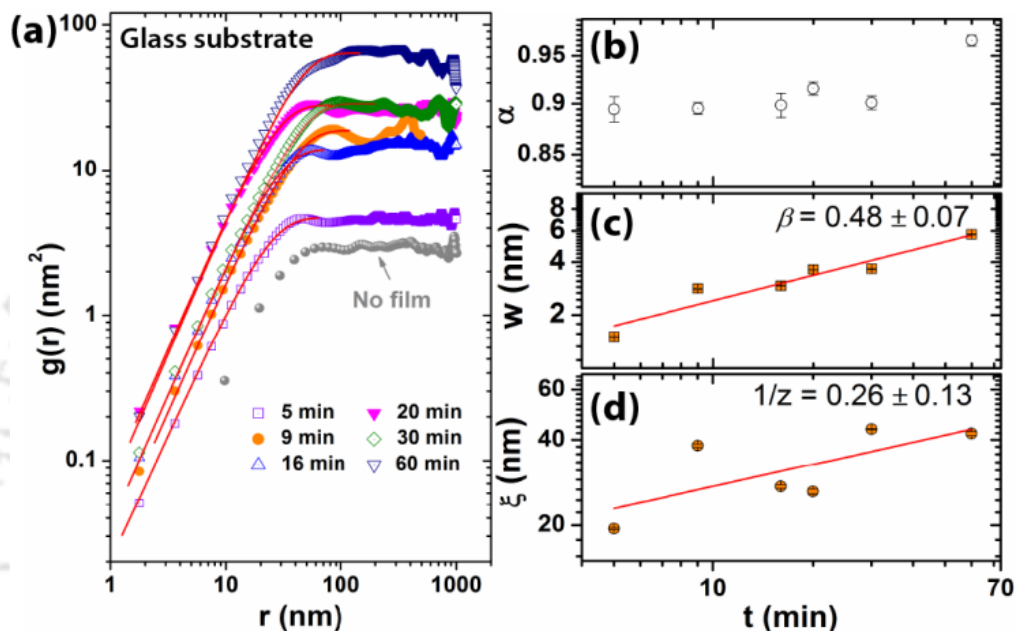 (a)
Glass substrate
100
10
1
0.1
g(r) (nm²)
No film
5 min
9 min
16 min
20 min
30 min
60 min
1 10 100 1000
r (nm)
(b)
0.95
0.9
0.85
α
(c)
β = 0.48 ± 0.07
8
6
4
2
w (nm)
(d)
1/z = 0.26 ± 0.13
60
40
20
ξ (nm)
10 70
t (min)